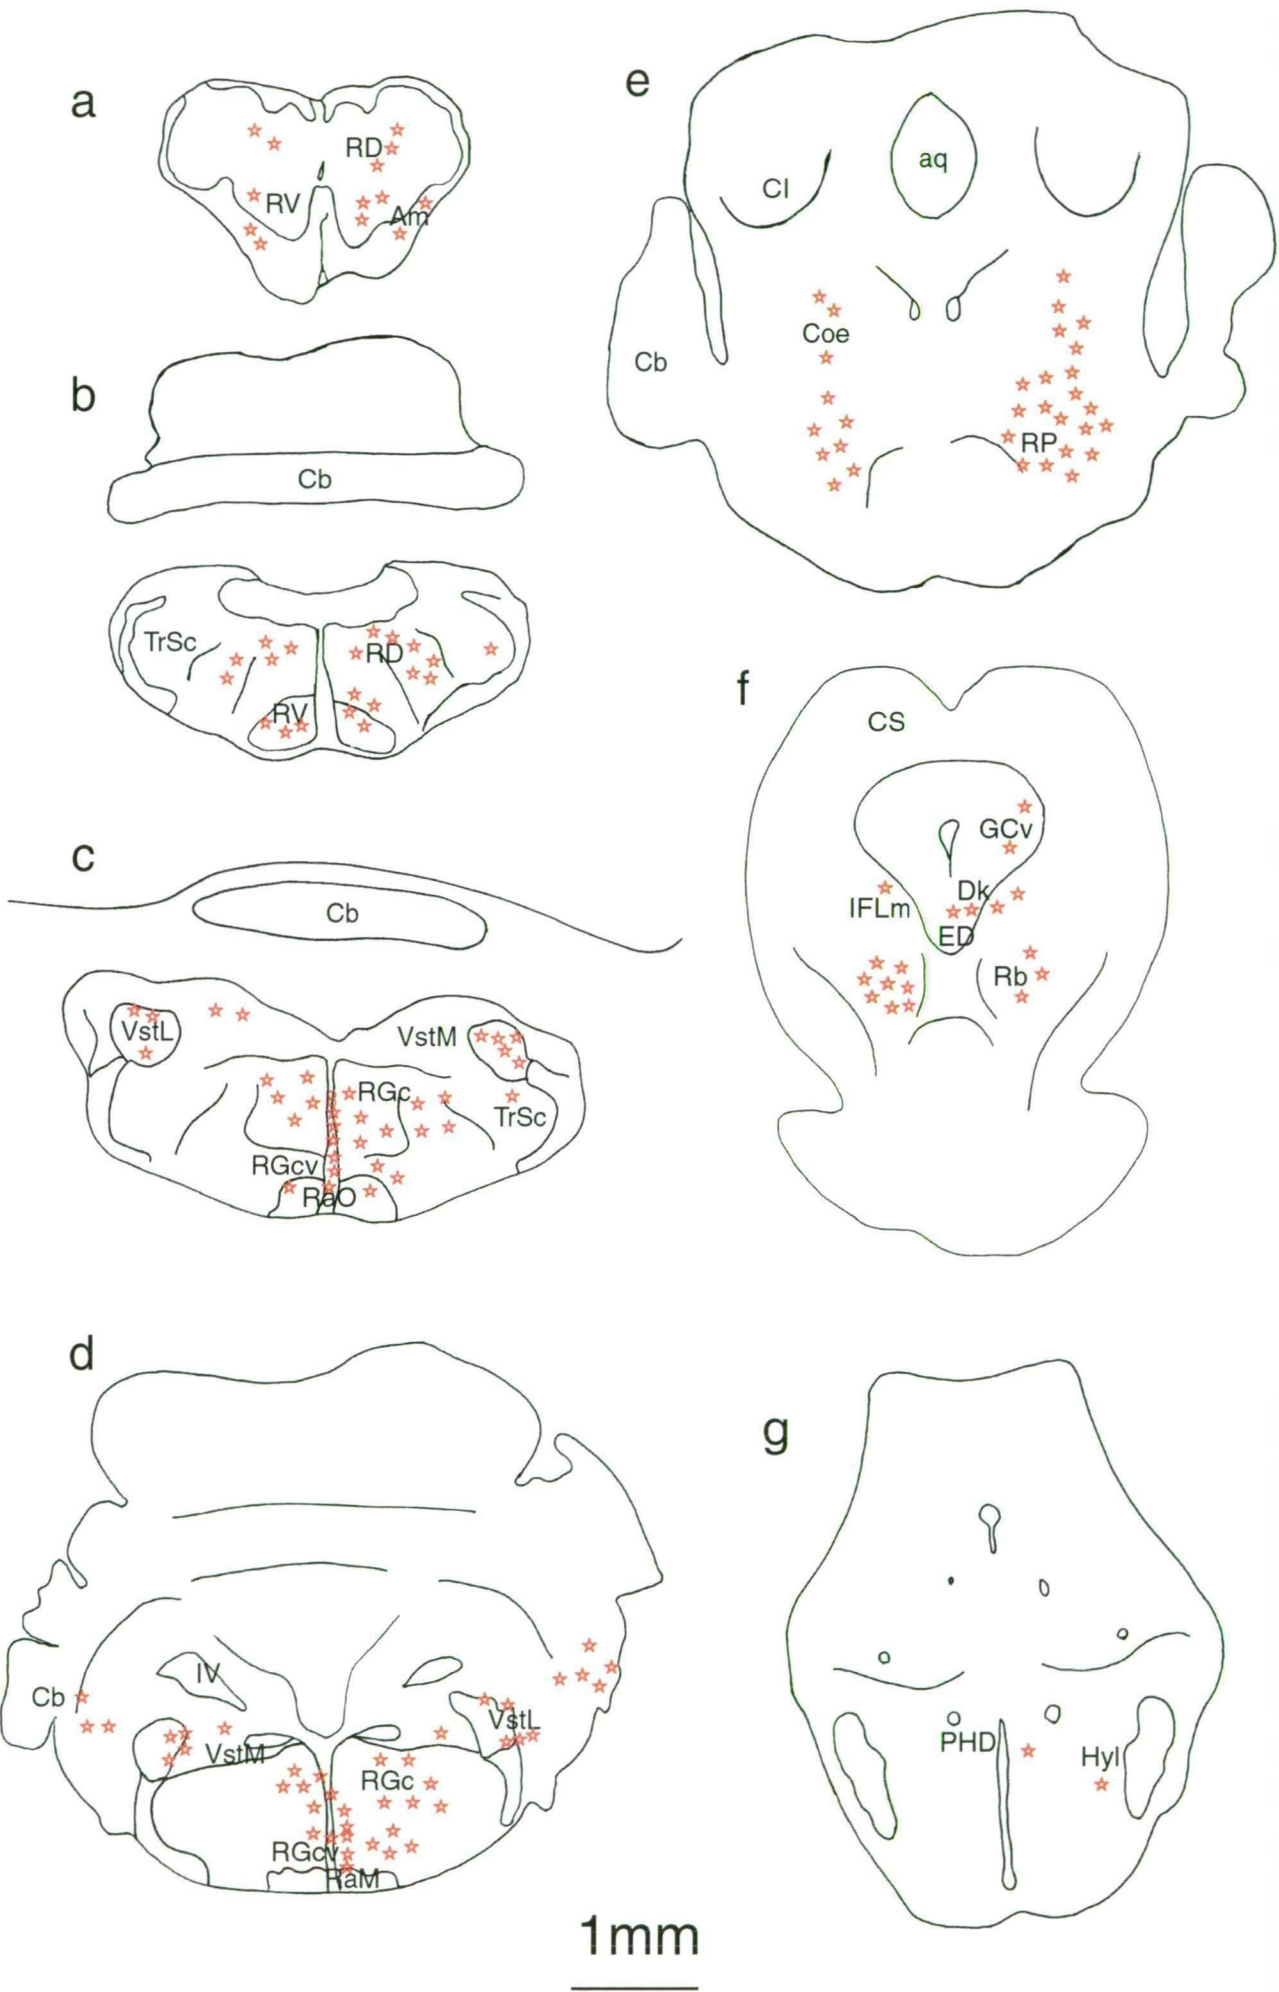 a
RD
RV
Am
b
Cb
TrSc
RD
RV
c
Cb
VstL
VstM
RGc
TrSc
RGcv
RaO
d
IV
Cb
VstL
VstM
RGc
RGcv
RaM
1mm
e
aq
CI
Coe
Cb
RP
f
CS
GCv
Dk
IFLm
ED
Rb
g
PHD
Hyl